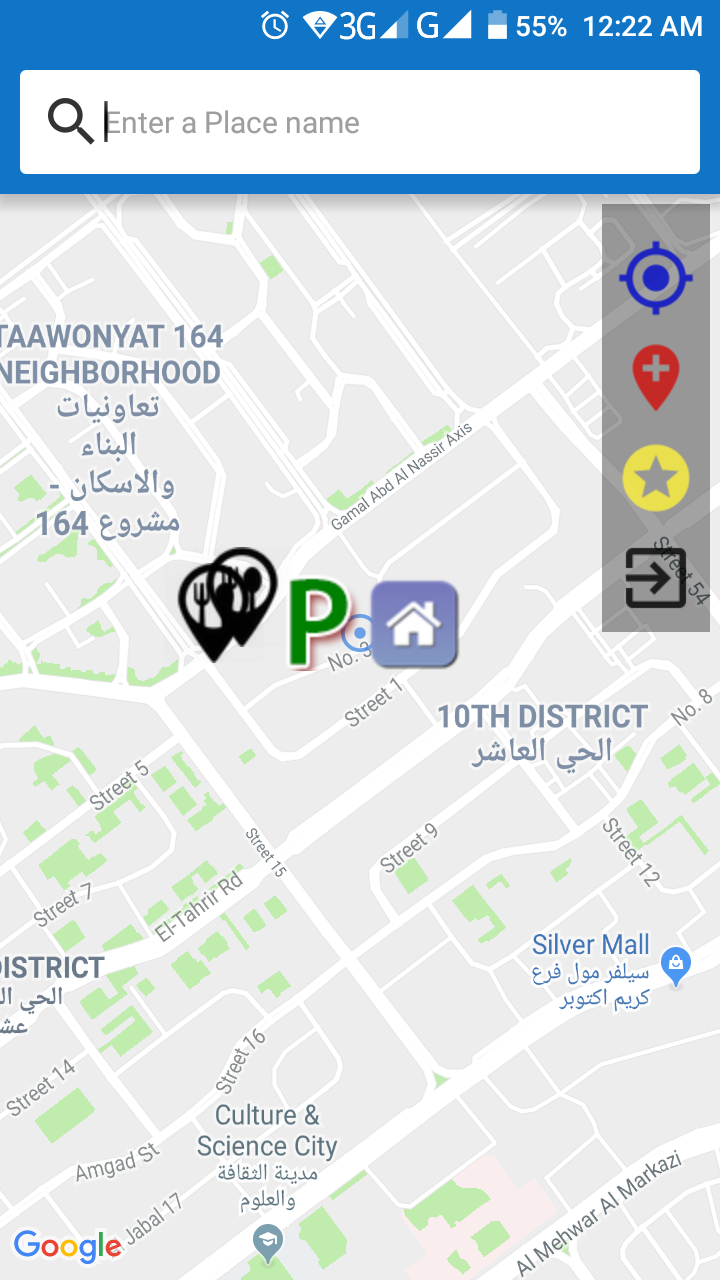 3G G 55% 12:22 AM
Enter a Place name
TAAWONYAT 164
NEIGHBORHOOD
تعاونيات
البناء
والاسكان -
مشروع 164
Gamal Abd Al Nassir Axis
Street 54
P
No.
Street 1
10TH DISTRICT
الحي العاشر
No. 8
Street 5
Street 15
Street 9
Street 12
Street 7
El-Tahrir Rd
Silver Mall
سيلفر مول فرع
كريم اكتوبر
DISTRICT
الحي
Street 16
Street 14
Culture &
Science City
مدينة الثقافة
والعلوم
Amgad St
Jabal 17
Al Mehwar Al Markazi
Google